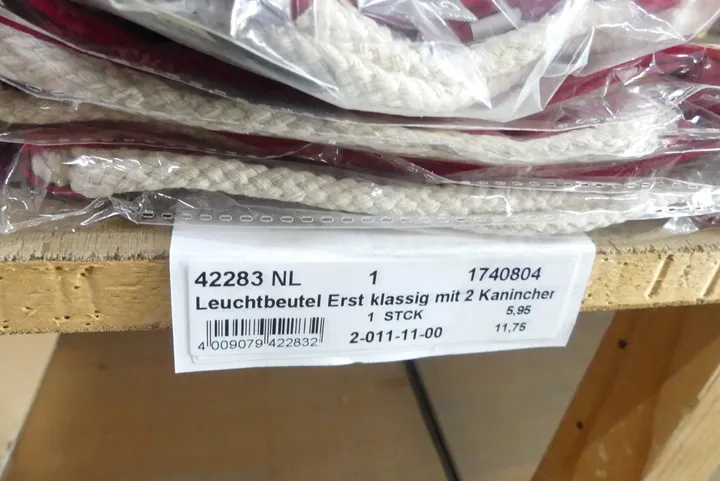 42283 NL 1 1740804
Leuchtbeutel Erst klassig mit 2 Kanincher
1 STCK 5,95
4 009079 422832 2-011-11-00 11,75